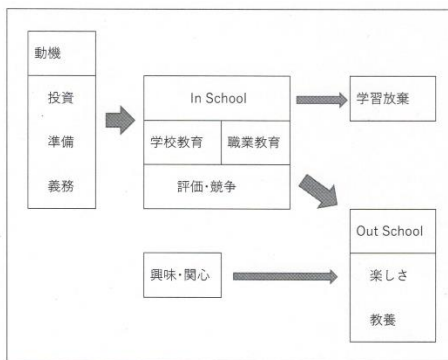 動機
投資
準備
義務
In School
学校教育
職業教育
評価・競争
学習放棄
Out School
楽しさ
教養
興味・関心